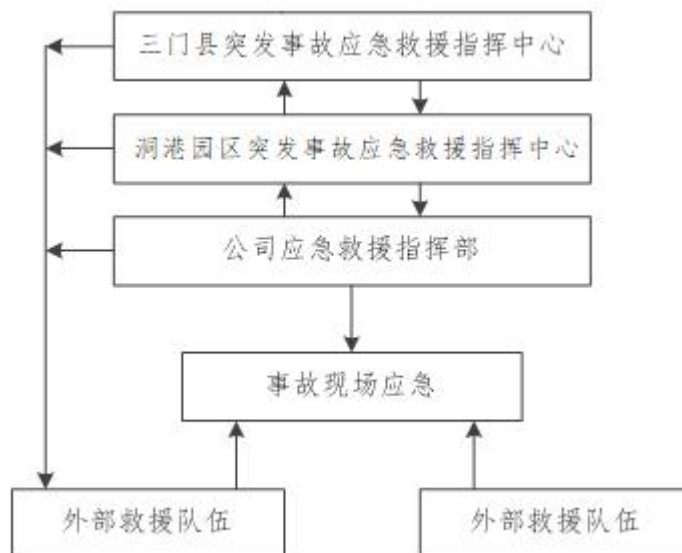 三门县突发事故应急救援指挥中心
洞港园区突发事故应急救援指挥中心
公司应急救援指挥部
事故现场应急
外部救援队伍
外部救援队伍